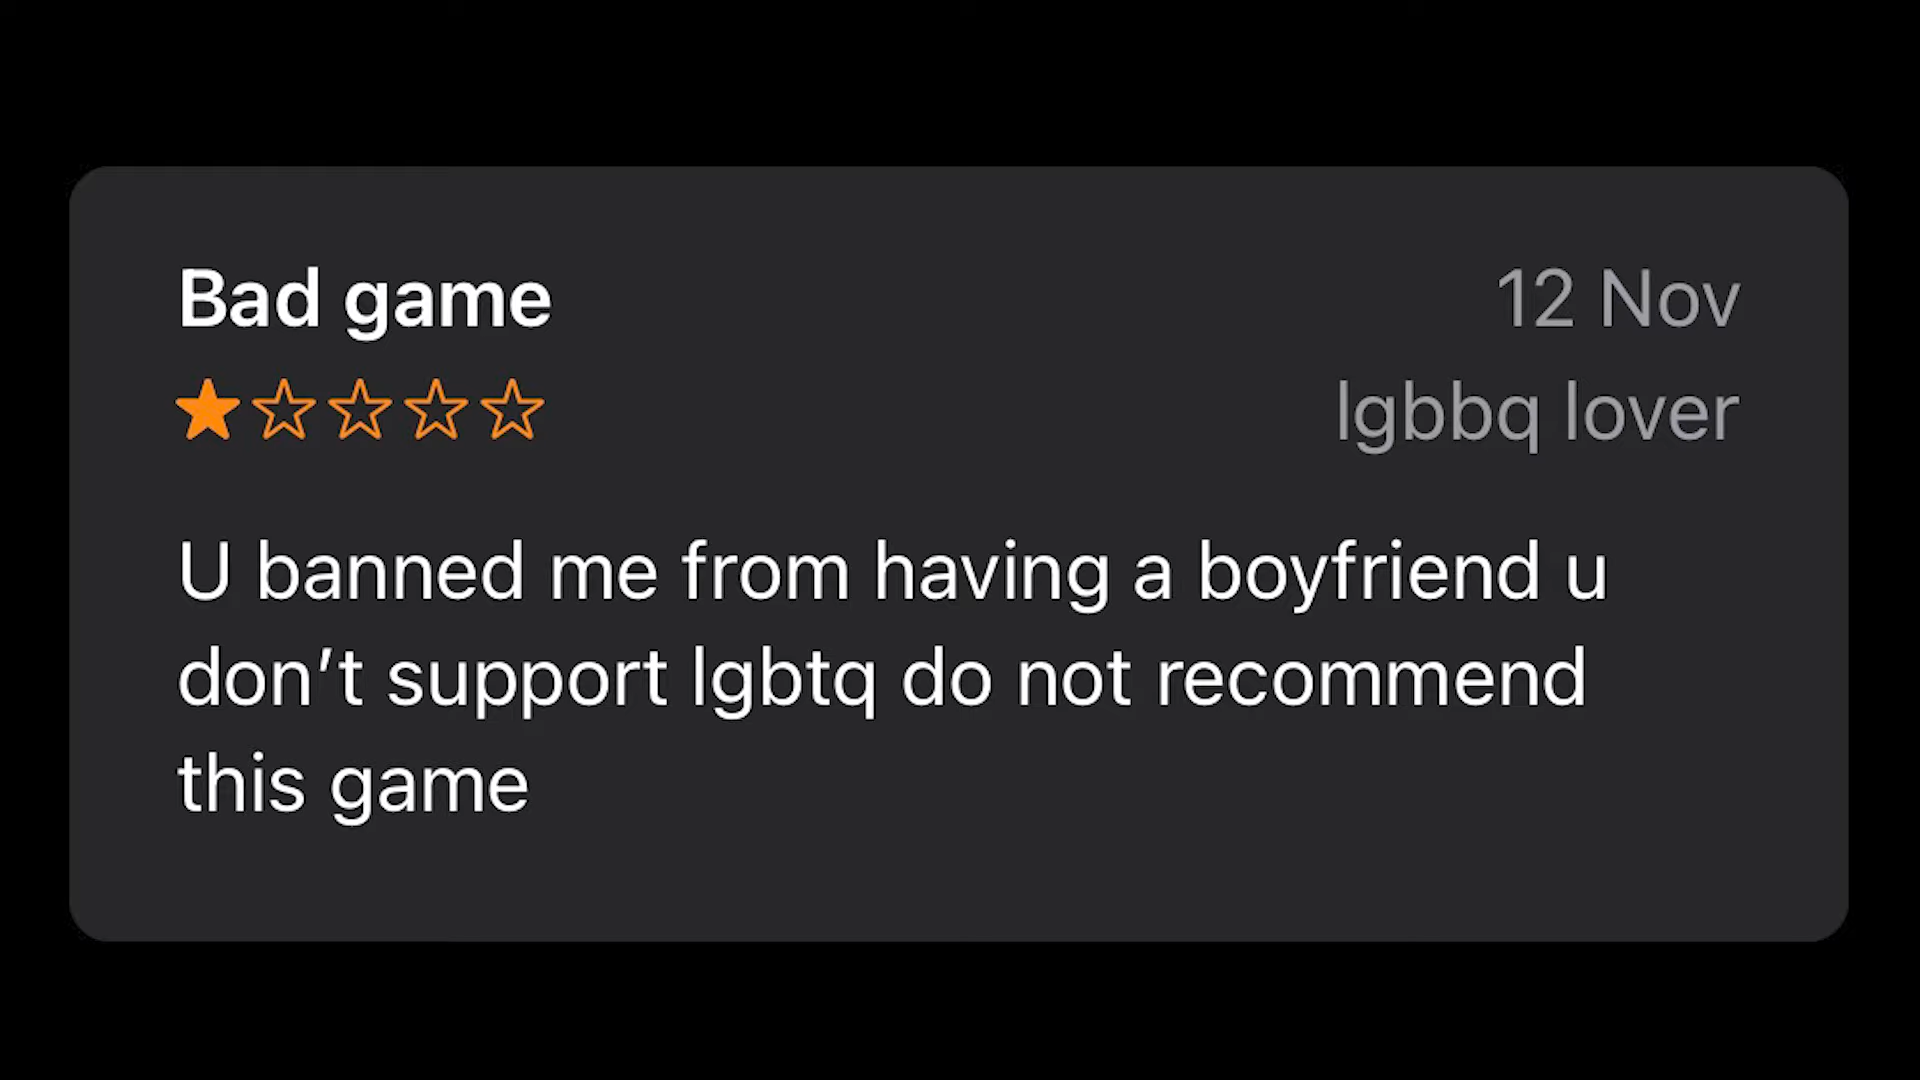 Bad game
12 Nov
lgbbq lover
U banned me from having a boyfriend u
don't support lgbtq do not recommend
this game